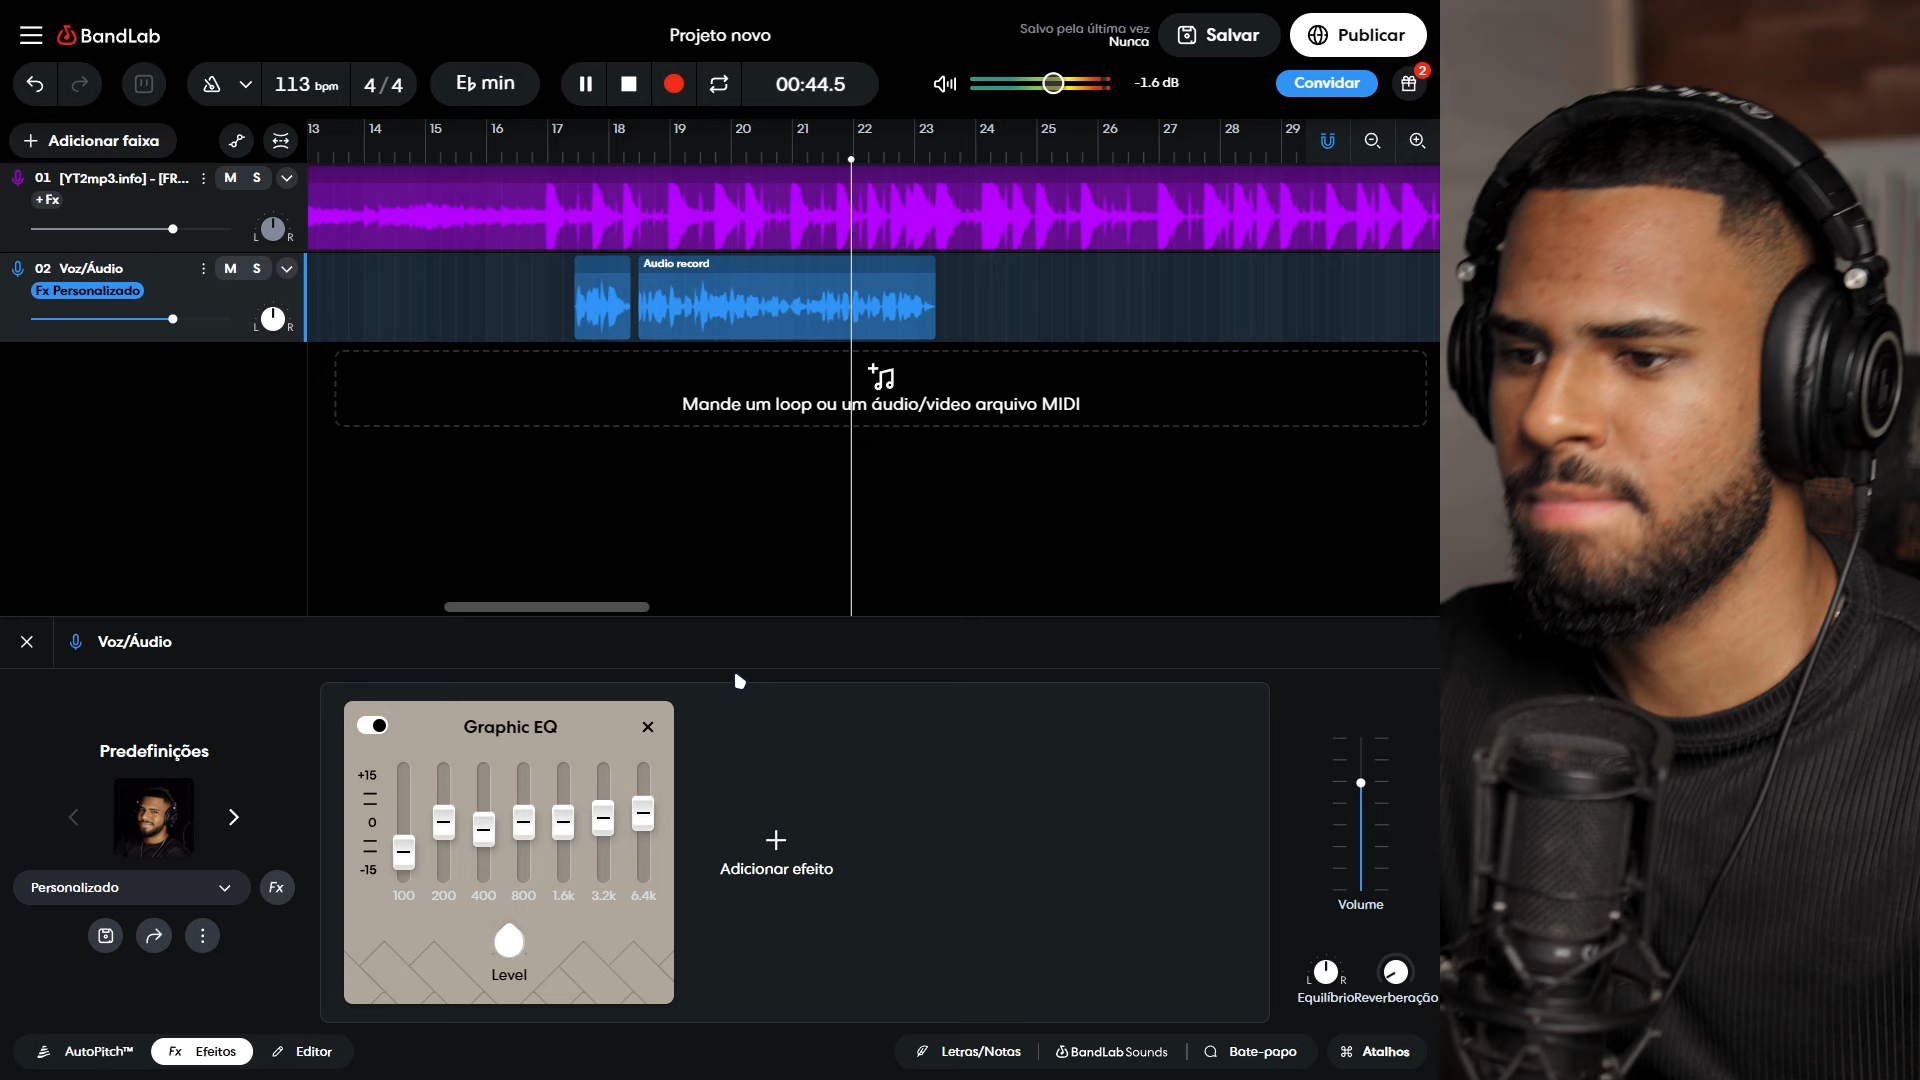 BandLab
Projeto novo
Salvo pela última vez
Nunca
Salvar
Publicar
113 bpm
4 / 4
E♭ min
00:44.5
-1.6 dB
Convidar
2
Adicionar faixa
13 14 15 16 17 18 19 20 21 22 23 24 25 26 27 28 29
01 [YT2mp3.info] - [FR...
M S
+ Fx
L R
02 Voz/Áudio
M S
Fx Personalizado
L R
Audio record
Mande um loop ou um áudio/video arquivo MIDI
Voz/Áudio
Predefinições
Personalizado
Fx
Graphic EQ
+15
0
-15
100 200 400 800 1.6k 3.2k 6.4k
Level
Adicionar efeito
Volume
L R
Equilíbrio
Reverberação
AutoPitch™
Fx Efeitos
Editor
Letras/Notas
BandLab Sounds
Bate-papo
Atalhos